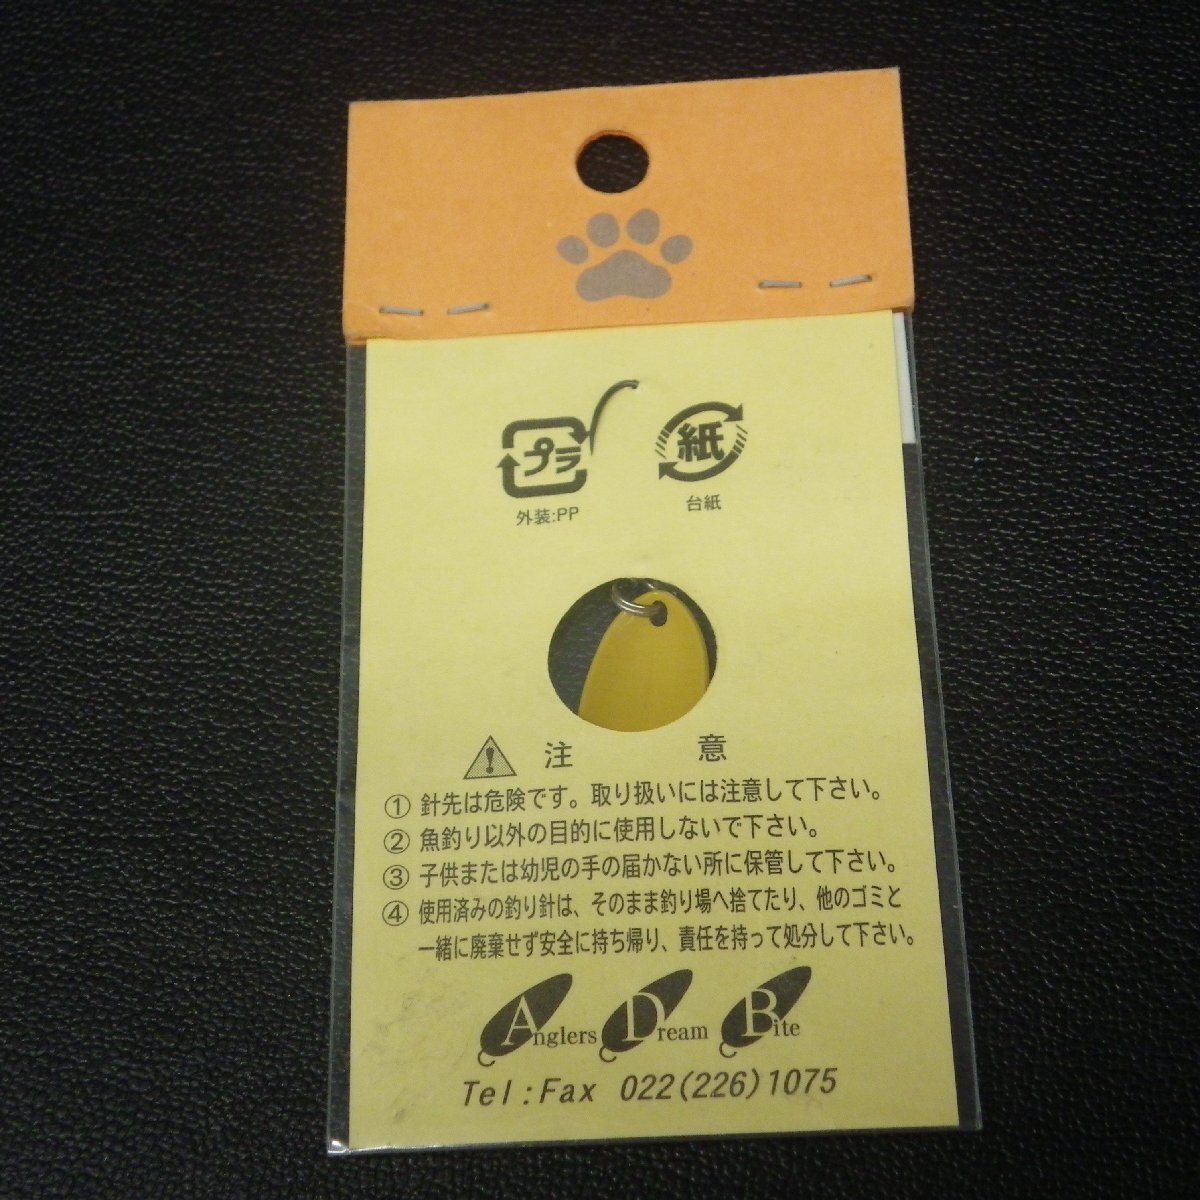 プラ
紙
外装:PP
台紙
注 意
① 針先は危険です。取り扱いには注意して下さい。
② 魚釣り以外の目的に使用しないで下さい。
③ 子供または幼児の手の届かない所に保管して下さい。
④ 使用済みの釣り針は、そのまま釣り場へ捨てたり、他のゴミと
一緒に廃棄せず安全に持ち帰り、責任を持って処分して下さい。
Anglers Dream Bite
Tel:Fax 022(226)1075